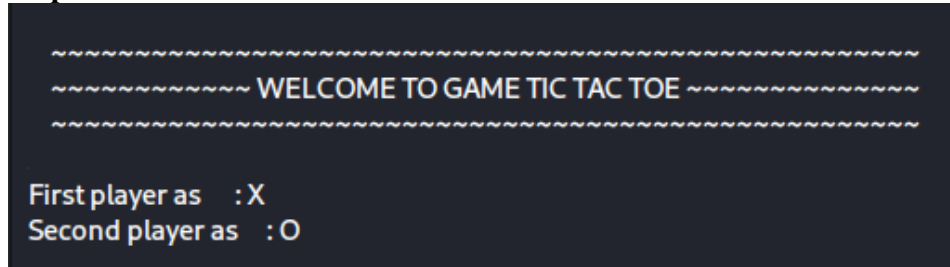 ~~~~~~~~~~~~~~~~~~~~~~~~~~~~~~~~~~~~~~~~~~~~~~~~~~~~
~~~~~~~~~~~~ WELCOME TO GAME TIC TAC TOE ~~~~~~~~~~~~~~
~~~~~~~~~~~~~~~~~~~~~~~~~~~~~~~~~~~~~~~~~~~~~~~~~~~~
First player as : X
Second player as : O